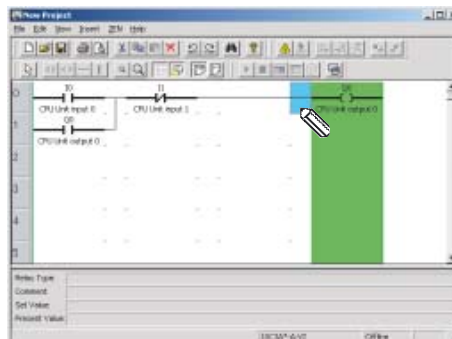 New Project
File Edit View Insert ZEN Help
0
I0
I1
Q0
CPU Unit input 0
CPU Unit input 1
CPU Unit output 0
1
Q0
CPU Unit output 0
2
3
4
5
Relay Type
Comment
Set Value
Present Value
Offline